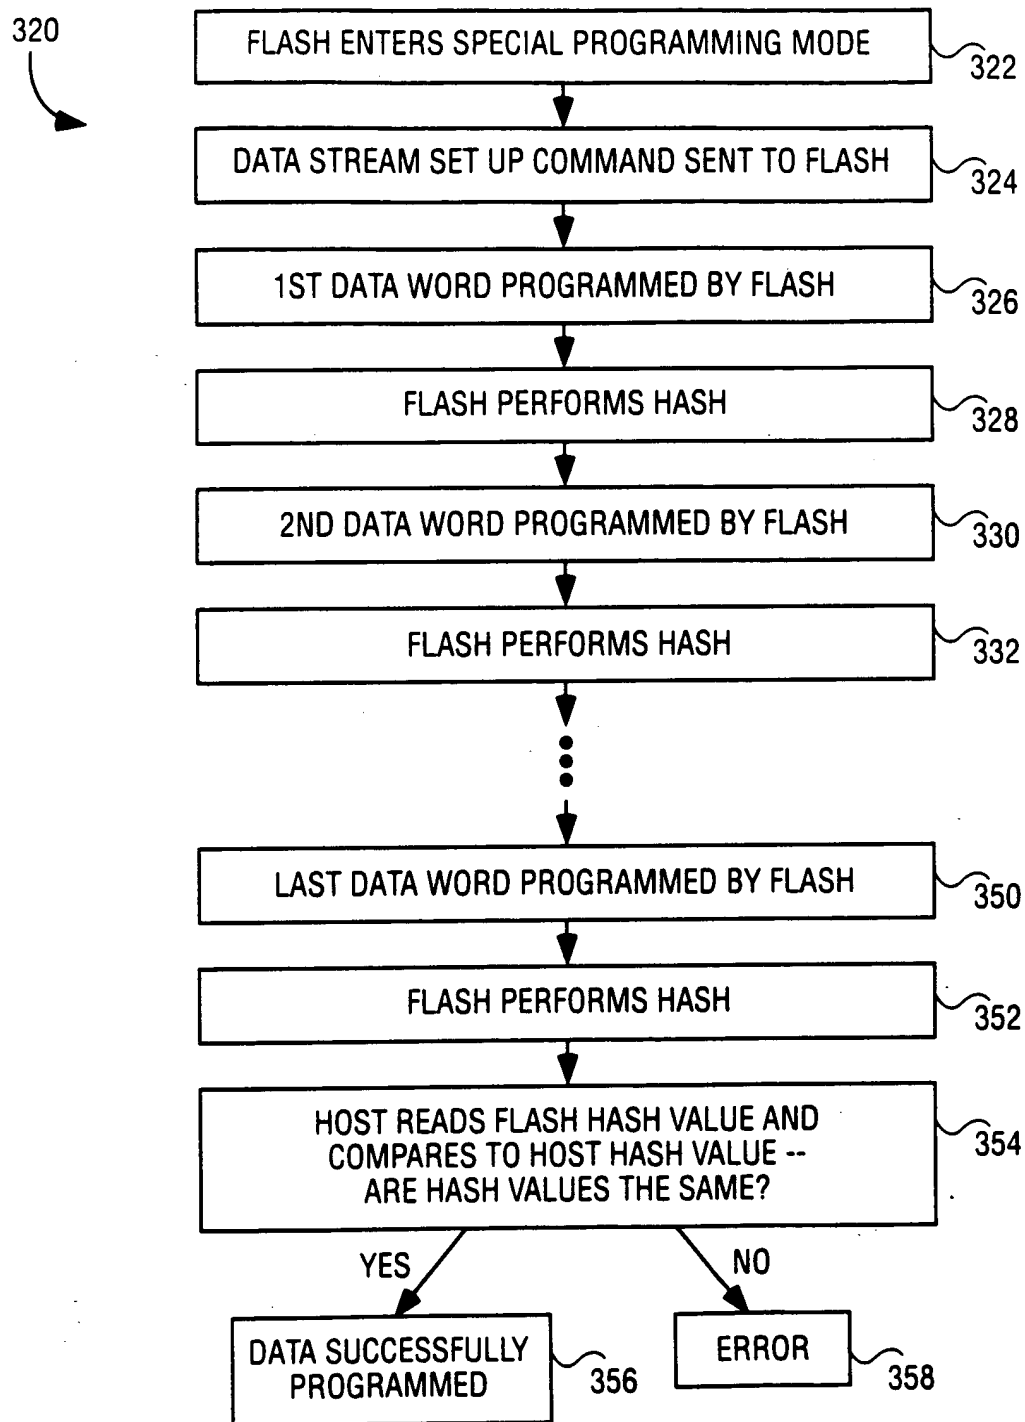 320
FLASH ENTERS SPECIAL PROGRAMMING MODE
322
DATA STREAM SET UP COMMAND SENT TO FLASH
324
1ST DATA WORD PROGRAMMED BY FLASH
326
FLASH PERFORMS HASH
328
2ND DATA WORD PROGRAMMED BY FLASH
330
FLASH PERFORMS HASH
332
LAST DATA WORD PROGRAMMED BY FLASH
350
FLASH PERFORMS HASH
352
HOST READS FLASH HASH VALUE AND
COMPARES TO HOST HASH VALUE --
ARE HASH VALUES THE SAME?
354
YES
NO
DATA SUCCESSFULLY
PROGRAMMED
356
ERROR
358